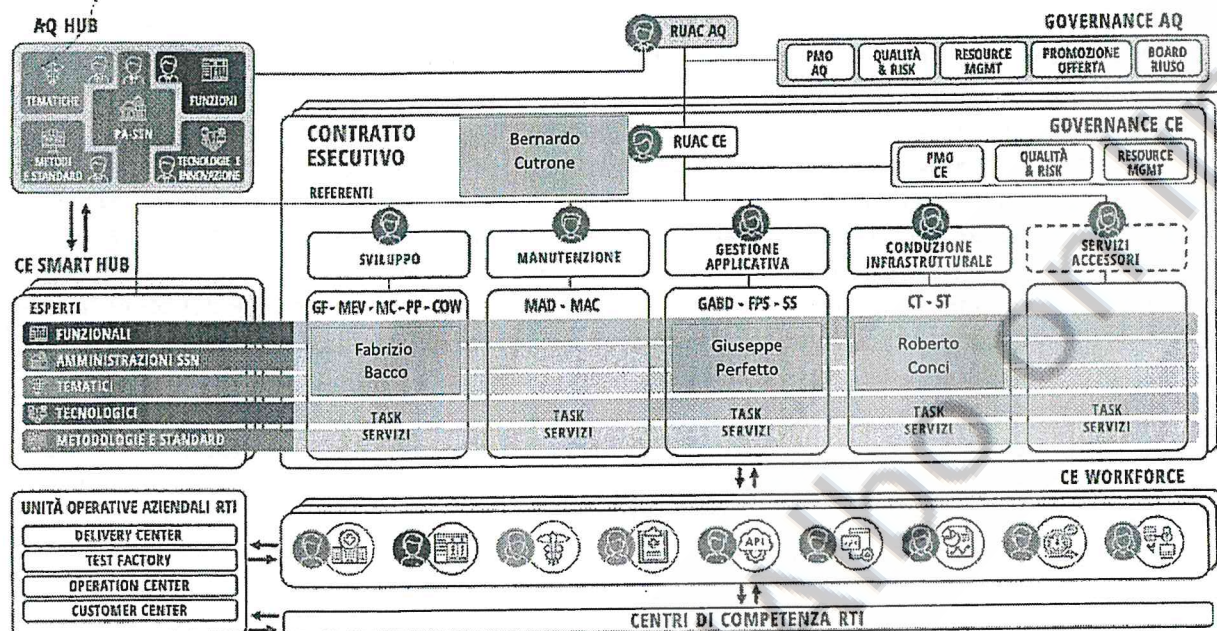 AQ HUB
TEMATICHE
FUNZIONI
PA-SSN
METODI
E STANDARD
TECNOLOGIE E
INNOVAZIONE
RUAC AQ
GOVERNANCE AQ
PMO
AQ
QUALITÀ
& RISK
RESOURCE
MGMT
PROMOZIONE
OFFERTA
BOARD
RIUSO
CONTRATTO
ESECUTIVO
Bernardo
Cutrone
RUAC CE
GOVERNANCE CE
PMO
CE
QUALITÀ
& RISK
RESOURCE
MGMT
REFERENTI
SVILUPPO
MANUTENZIONE
GESTIONE
APPLICATIVA
CONDUZIONE
INFRASTRUTTURALE
SERVIZI
ACCESSORI
CE SMART HUB
ESPERTI
FUNZIONALI
AMMINISTRAZIONI SSN
TEMATICI
TECNOLOGICI
METODOLOGIE E STANDARD
GF - MEV - MC - PP - COW
Fabrizio
Bacco
TASK
SERVIZI
MAD - MAC
TASK
SERVIZI
GABD - FPS - SS
Giuseppe
Perfetto
TASK
SERVIZI
CT - ST
Roberto
Conci
TASK
SERVIZI
TASK
SERVIZI
CE WORKFORCE
UNITÀ OPERATIVE AZIENDALI RTI
DELIVERY CENTER
TEST FACTORY
OPERATION CENTER
CUSTOMER CENTER
API
CENTRI DI COMPETENZA RTI